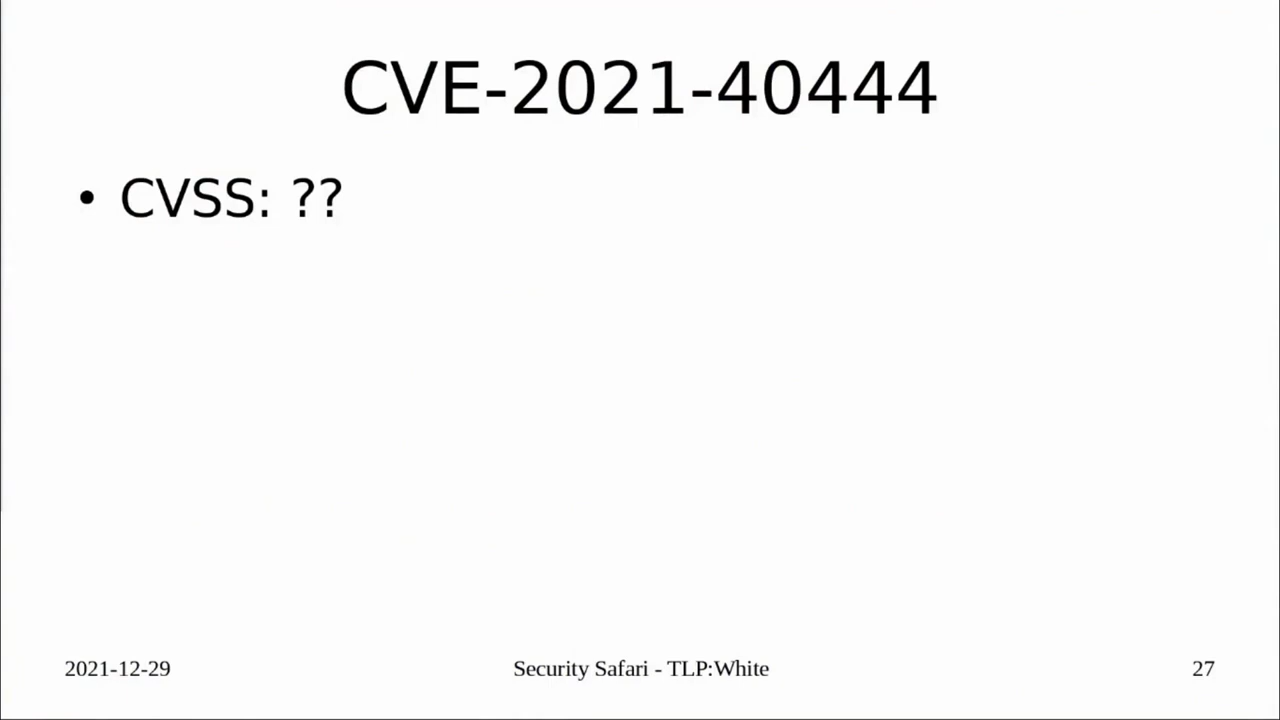 CVE-2021-40444
• CVSS: ??
2021-12-29
Security Safari - TLP:White
27